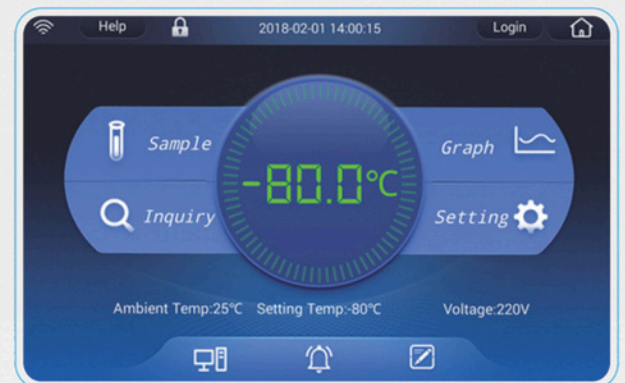 Help 2018-02-01 14:00:15 Login
Sample
Graph
-80.0℃
Inquiry
Setting
Ambient Temp:25℃ Setting Temp:-80℃ Voltage:220V